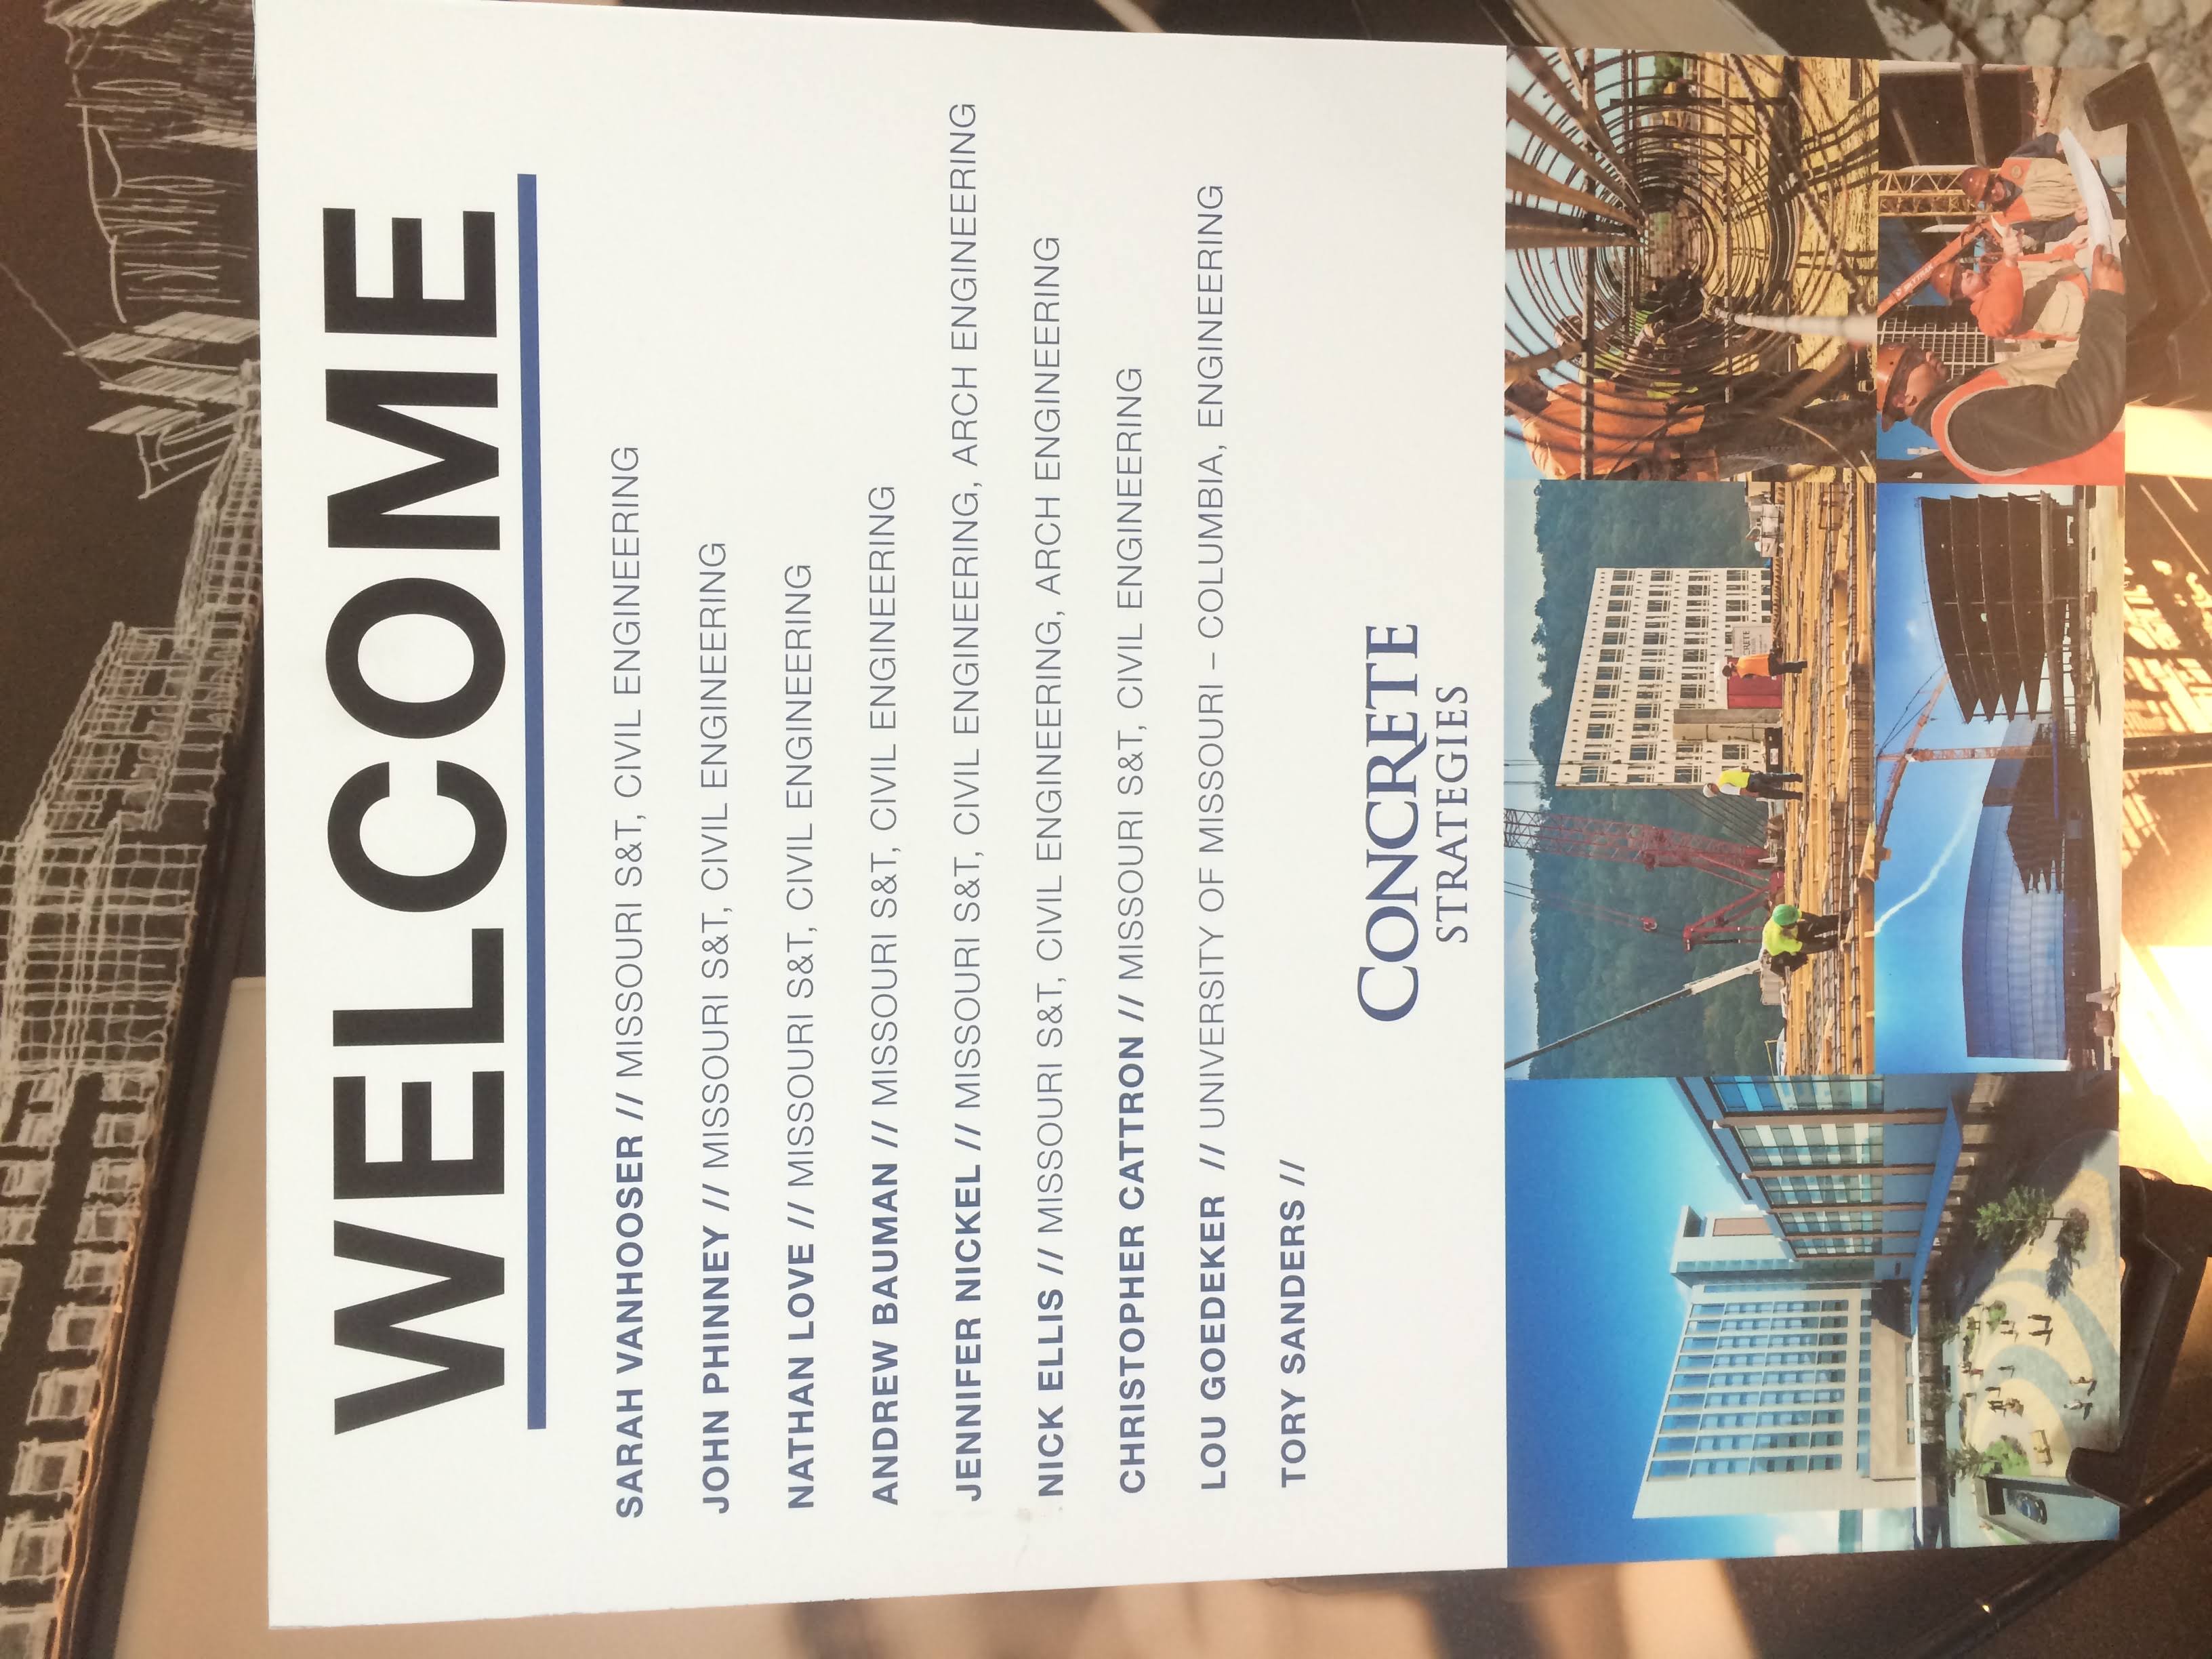 WELCOME
SARAH VANHOOSER // MISSOURI S&T, CIVIL ENGINEERING
JOHN PHINNEY // MISSOURI S&T, CIVIL ENGINEERING
NATHAN LOVE // MISSOURI S&T, CIVIL ENGINEERING
ANDREW BAUMAN // MISSOURI S&T, CIVIL ENGINEERING
JENNIFER NICKEL // MISSOURI S&T, CIVIL ENGINEERING, ARCH ENGINEERING
NICK ELLIS // MISSOURI S&T, CIVIL ENGINEERING, ARCH ENGINEERING
CHRISTOPHER CATTRON // MISSOURI S&T, CIVIL ENGINEERING
LOU GOEDEKER // UNIVERSITY OF MISSOURI – COLUMBIA, ENGINEERING
TORY SANDERS //
CONCRETE
STRATEGIES